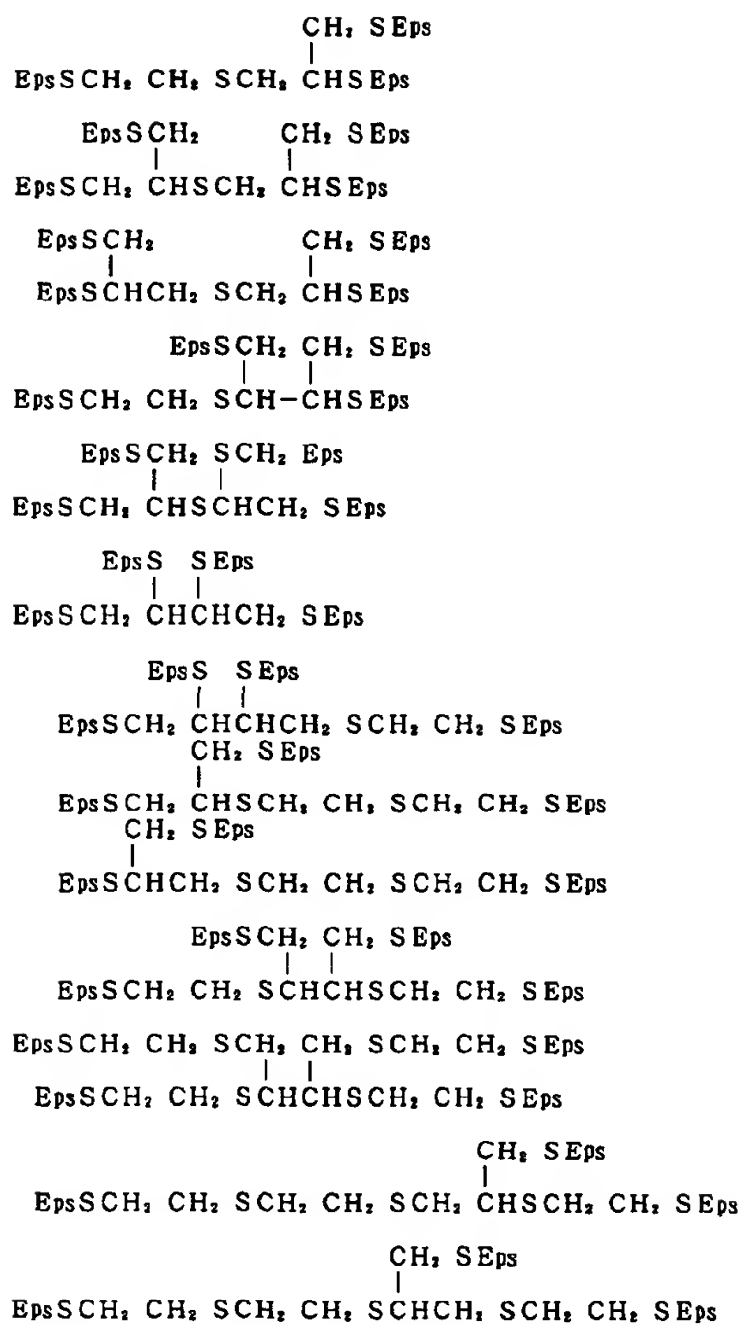 CH₂ SEps
EpsSCH₂ CH₂ SCH₂ CHSEps
EpsSCH₂ CH₂ SEps
EpsSCH₂ CHSCH₂ CHSEps
EpsSCH₂ CH₂ SEps
EpsSCHCH₂ SCH₂ CHSEps
EpsSCH₂ CH₂ SEps
EpsSCH₂ CH₂ SCH–CHSEps
EpsSCH₂ SCH₂ Eps
EpsSCH₂ CHSCHCH₂ SEps
EpsS SEps
EpsSCH₂ CHCHCH₂ SEps
EpsS SEps
EpsSCH₂ CHCHCH₂ SCH₂ CH₂ SEps
CH₂ SEps
EpsSCH₂ CHSCH₂ CH₂ SCH₂ CH₂ SEps
CH₂ SEps
EpsSCHCH₂ SCH₂ CH₂ SCH₂ CH₂ SEps
EpsSCH₂ CH₂ SEps
EpsSCH₂ CH₂ SCHCHSCH₂ CH₂ SEps
EpsSCH₂ CH₂ SCH₂ CH₂ SCH₂ CH₂ SEps
EpsSCH₂ CH₂ SCHCHSCH₂ CH₂ SEps
CH₂ SEps
EpsSCH₂ CH₂ SCH₂ CH₂ SCH₂ CHSCH₂ CH₂ SEps
CH₂ SEps
EpsSCH₂ CH₂ SCH₂ CH₂ SCHCH₂ SCH₂ CH₂ SEps